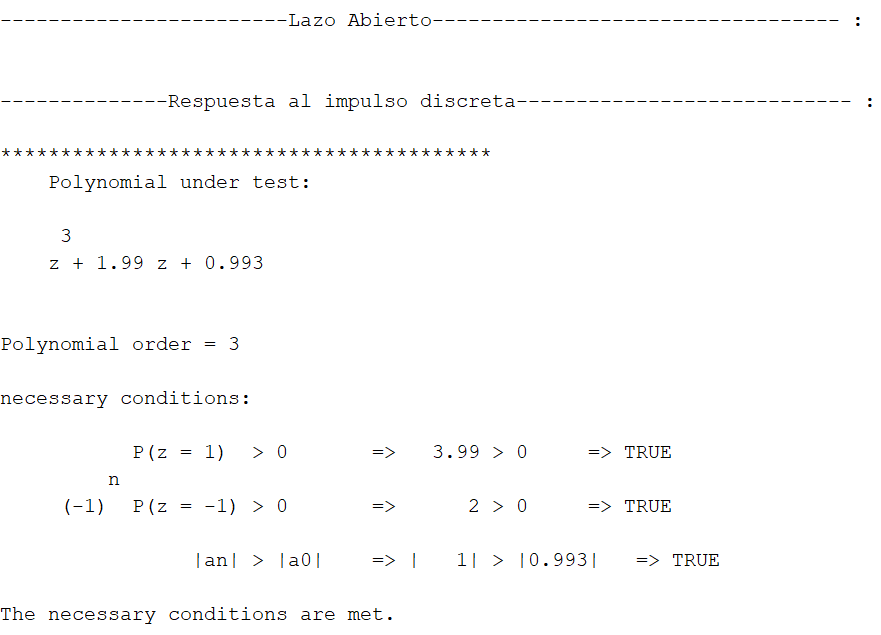 ------------------------Lazo Abierto---------------------------------- :
--------------Respuesta al impulso discreta---------------------------- :
*****************************************
Polynomial under test:
3
z + 1.99 z + 0.993
Polynomial order = 3
necessary conditions:
P(z = 1) > 0 => 3.99 > 0 => TRUE
n
(-1) P(z = -1) > 0 => 2 > 0 => TRUE
|an| > |a0| => | 1| > |0.993| => TRUE
The necessary conditions are met.